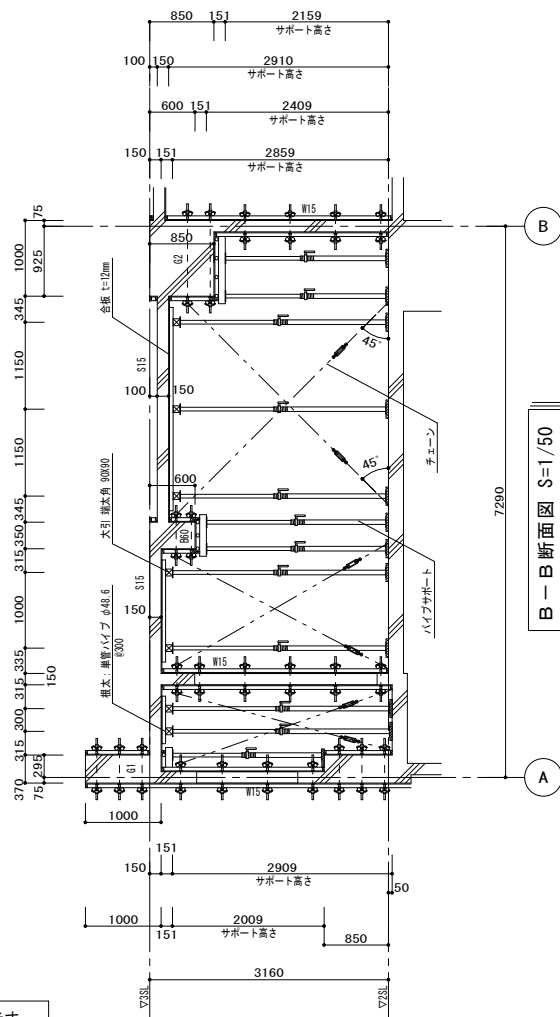 850 151 2159
サポート高さ
100 150 2910
サポート高さ
600 151 2409
サポート高さ
150 151 2859
サポート高さ
75
1000
925
345
1150
1150
345
350
315
1000
335
150
315
300
315
295
370
75
合板 t=12mm
大引 端太角 90X90
根太：単管パイプ φ48.6
@300
W15
850
G2
S15
100 150
600
B60
S15
150
W15
G1
W15
45°
45°
チェーン
パイプサポート
B
7290
A
B－B断面図 S=1/50
1000
151
150 2909
サポート高さ
50
1000 2009
151 サポート高さ
850
3160
▽3SL
▽2SL